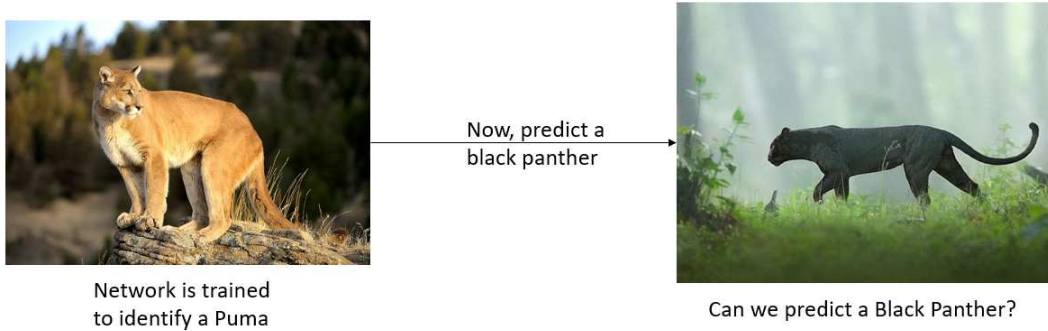 Now, predict a
black panther
Network is trained
to identify a Puma
Can we predict a Black Panther?